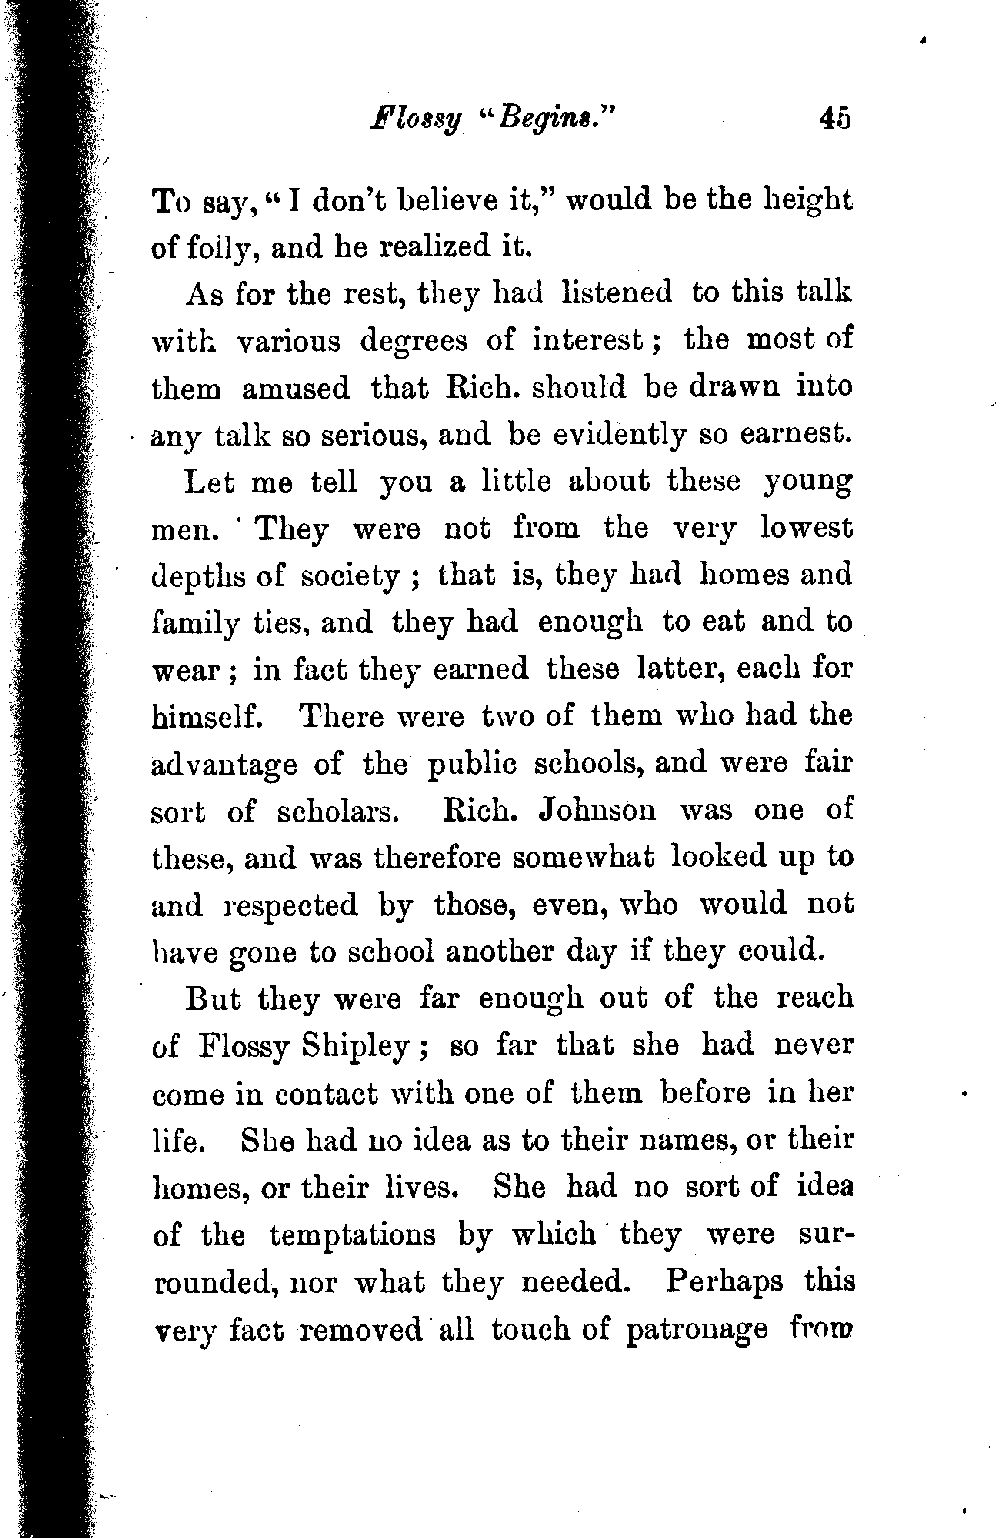 Flossy “Begins.” 45
To say, “I don’t believe it,” would be the height
of folly, and he realized it.
As for the rest, they had listened to this talk
with various degrees of interest ; the most of
them amused that Rich. should be drawn into
any talk so serious, and be evidently so earnest.
Let me tell you a little about these young
men. They were not from the very lowest
depths of society ; that is, they had homes and
family ties, and they had enough to eat and to
wear ; in fact they earned these latter, each for
himself. There were two of them who had the
advantage of the public schools, and were fair
sort of scholars. Rich. Johnson was one of
these, and was therefore somewhat looked up to
and respected by those, even, who would not
have gone to school another day if they could.
But they were far enough out of the reach
of Flossy Shipley ; so far that she had never
come in contact with one of them before in her
life. She had no idea as to their names, or their
homes, or their lives. She had no sort of idea
of the temptations by which they were sur-
rounded, nor what they needed. Perhaps this
very fact removed all touch of patronage from